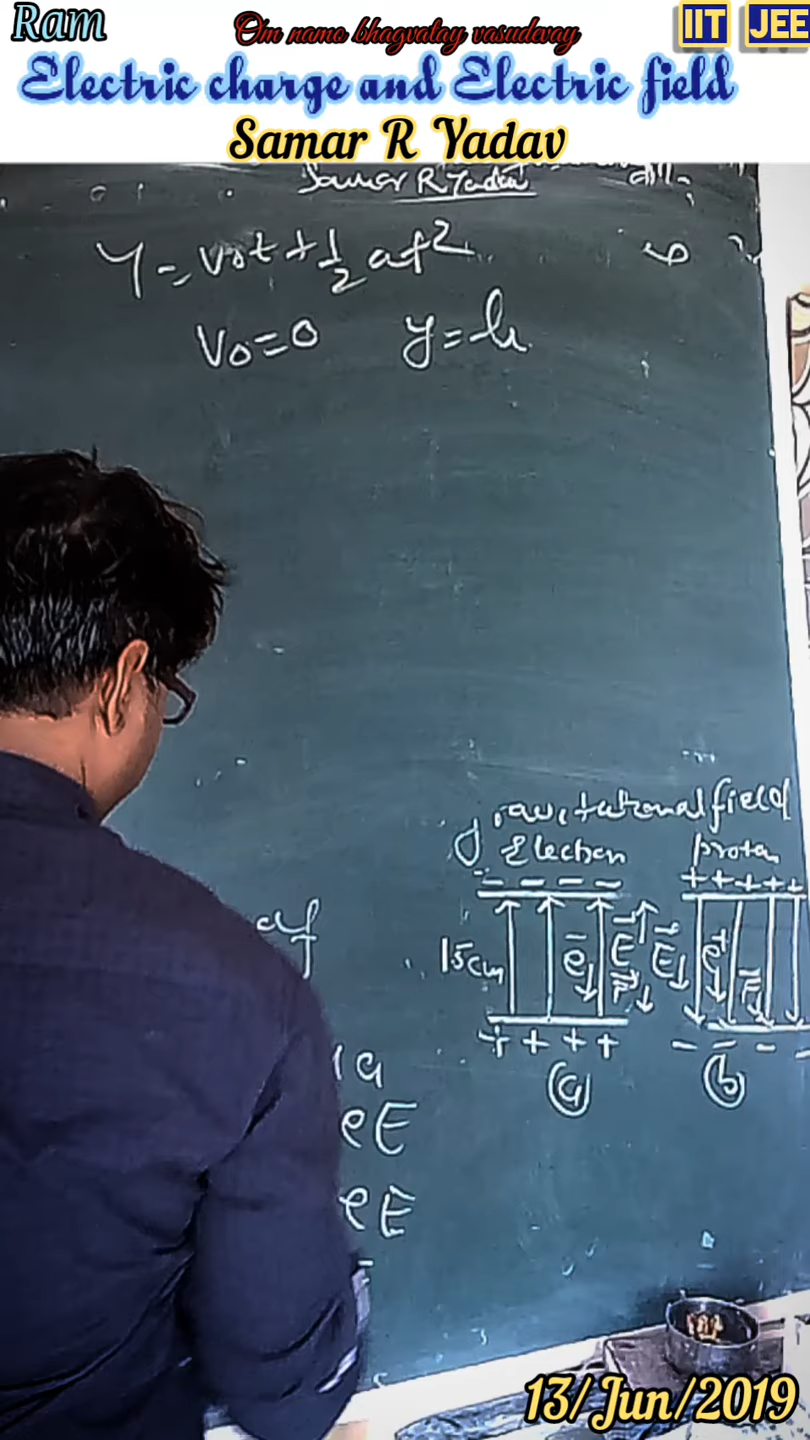 Ram
Om namo bhagvatay vasudevay
IIT JEE
Electric charge and Electric field
Samar R Yadav
Samar R Yadav
Y = v0t + 1/2 at²
V0 = 0 y = h
gravitational field
Electron proton
− − − − + + + + +
15cm e⁻ ↓ E⃗ ↑ F⃗ ↓ E⃗ ↓ e⁺ ↓ F⃗ ↓
+ + + + − − − −
(a) (b)
eE
eE
13/Jun/2019